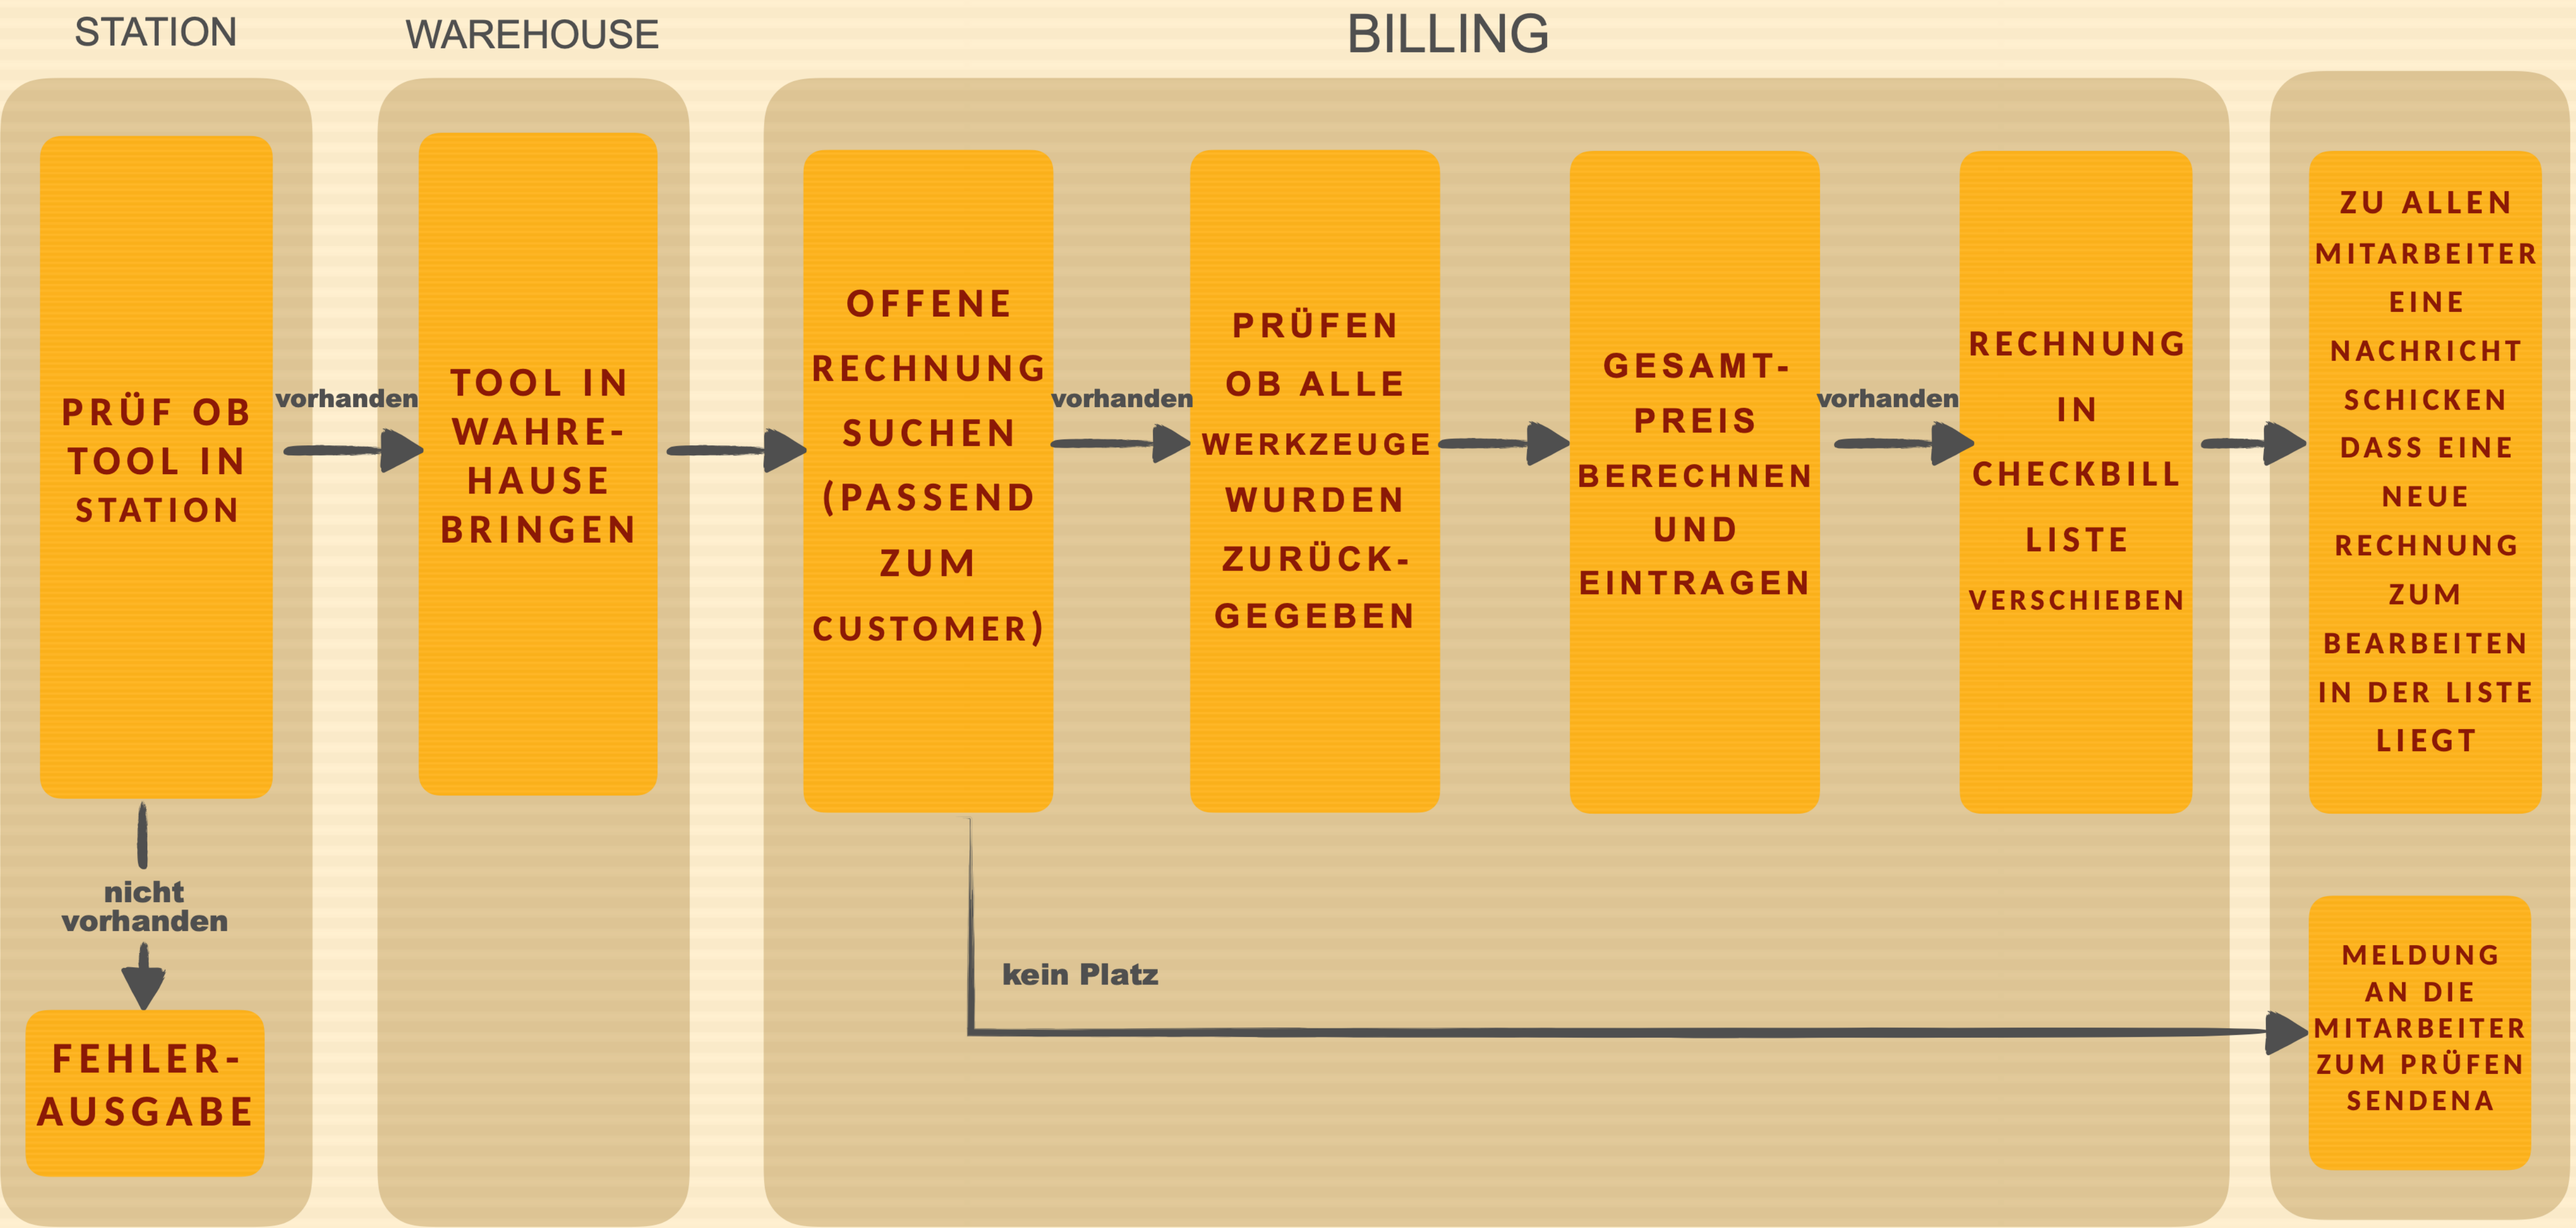 STATION
WAREHOUSE
BILLING
PRÜF OB
TOOL IN
STATION
vorhanden
TOOL IN
WAHRE-
HAUSE
BRINGEN
OFFENE
RECHNUNG
SUCHEN
(PASSEND
ZUM
CUSTOMER)
vorhanden
PRÜFEN
OB ALLE
WERKZEUGE
WURDEN
ZURÜCK-
GEGEBEN
GESAMT-
PREIS
BERECHNEN
UND
EINTRAGEN
vorhanden
RECHNUNG
IN
CHECKBILL
LISTE
VERSCHIEBEN
ZU ALLEN
MITARBEITER
EINE
NACHRICHT
SCHICKEN
DASS EINE
NEUE
RECHNUNG
ZUM
BEARBEITEN
IN DER LISTE
LIEGT
nicht
vorhanden
FEHLER-
AUSGABE
kein Platz
MELDUNG
AN DIE
MITARBEITER
ZUM PRÜFEN
SENDENA